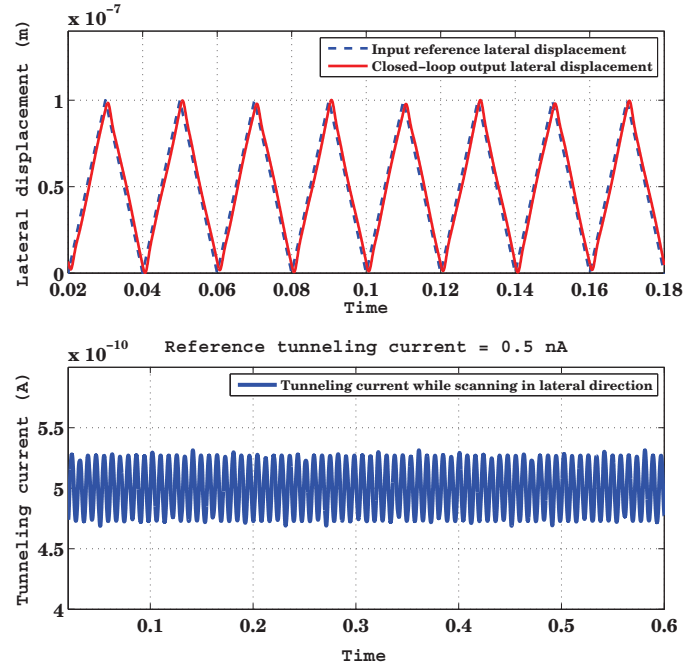 x 10⁻⁷
Lateral displacement (m)
Input reference lateral displacement
Closed-loop output lateral displacement
1
0.5
0
0.02 0.04 0.06 0.08 0.1 0.12 0.14 0.16 0.18
Time
x 10⁻¹⁰
Reference tunneling current = 0.5 nA
Tunneling current (A)
Tunneling current while scanning in lateral direction
5.5
5
4.5
4
0.1 0.2 0.3 0.4 0.5 0.6
Time